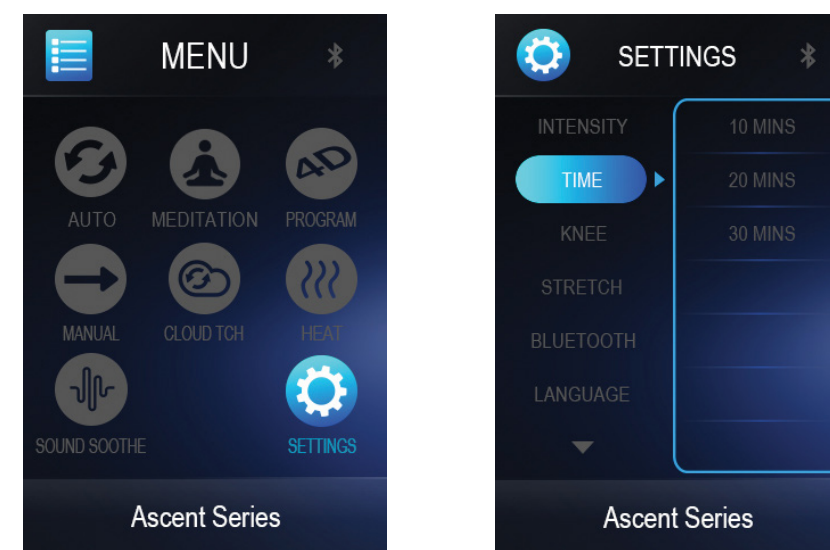 MENU
AUTO
MEDITATION
4D
PROGRAM
MANUAL
CLOUD TCH
HEAT
SOUND SOOTHE
SETTINGS
Ascent Series
SETTINGS
INTENSITY
10 MINS
TIME
20 MINS
KNEE
30 MINS
STRETCH
BLUETOOTH
LANGUAGE
Ascent Series